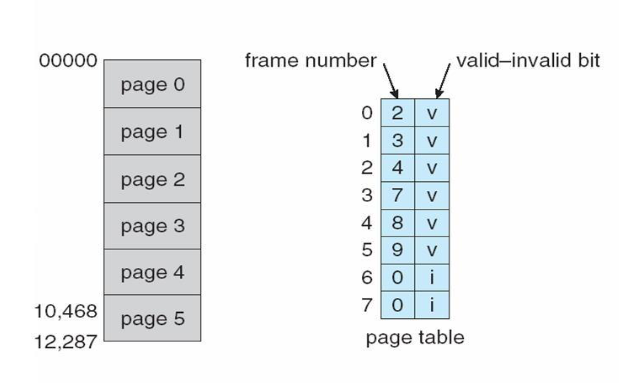 00000
page 0
page 1
page 2
page 3
page 4
10,468
page 5
12,287
frame number
valid–invalid bit
0 2 v
1 3 v
2 4 v
3 7 v
4 8 v
5 9 v
6 0 i
7 0 i
page table